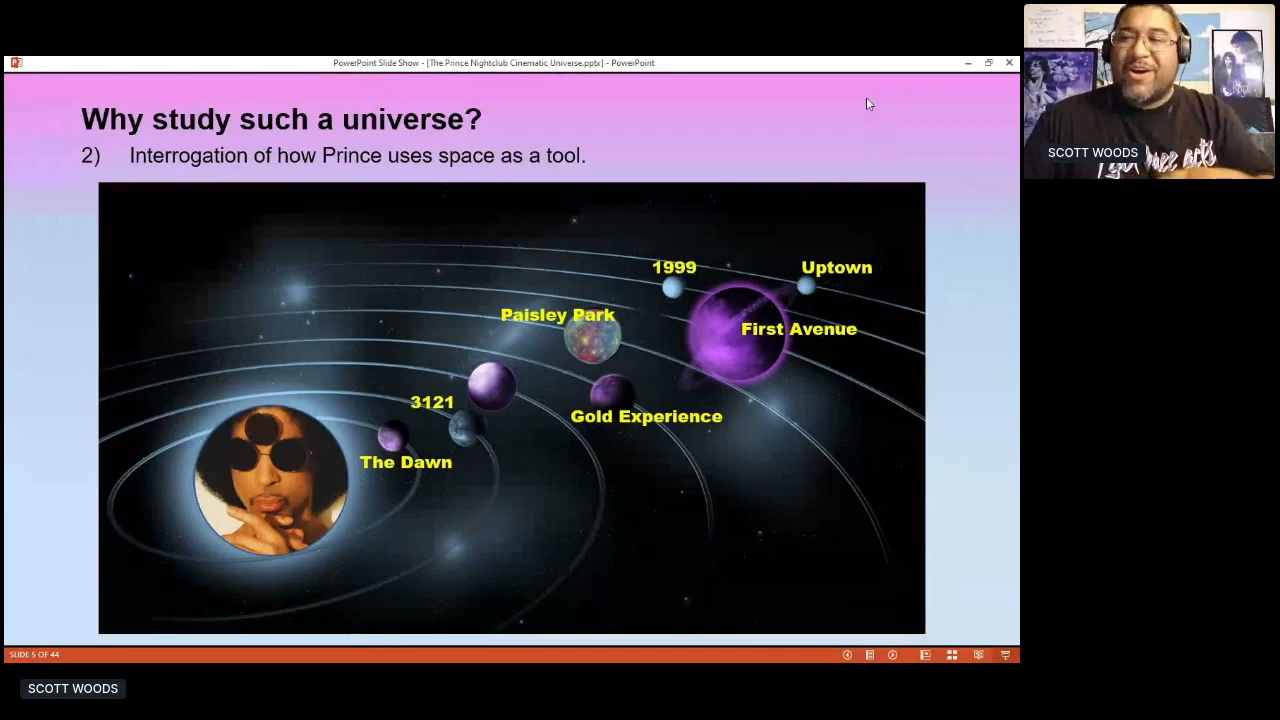 PowerPoint Slide Show - [The Prince Nightclub Cinematic Universe.pptx] - PowerPoint
Why study such a universe?
2) Interrogation of how Prince uses space as a tool.
1999
Uptown
Paisley Park
First Avenue
3121
Gold Experience
The Dawn
SLIDE 5 OF 44
SCOTT WOODS
SCOTT WOODS